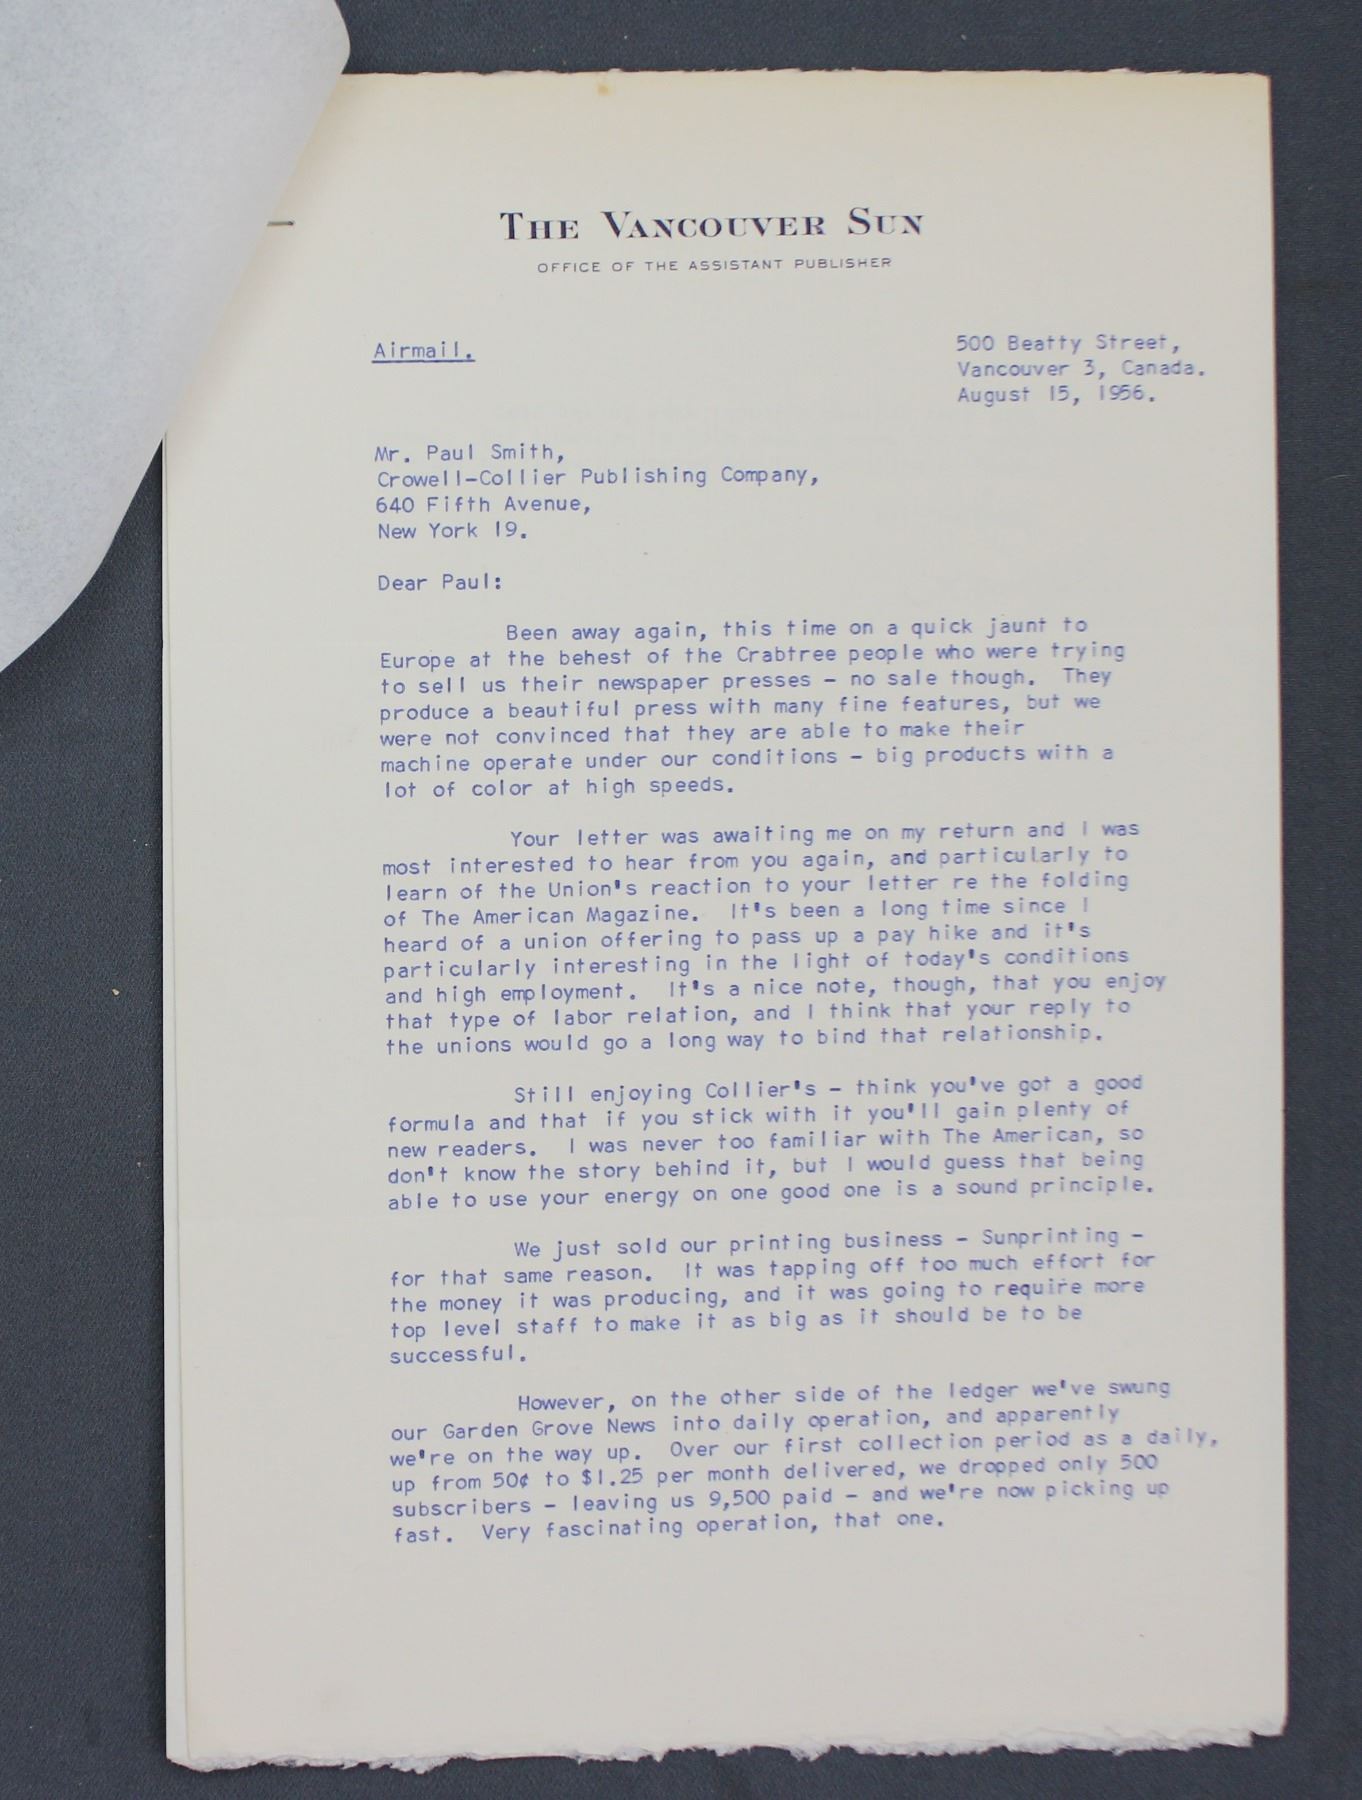 THE VANCOUVER SUN
OFFICE OF THE ASSISTANT PUBLISHER
Airmail.
500 Beatty Street,
Vancouver 3, Canada.
August 15, 1956.
Mr. Paul Smith,
Crowell-Collier Publishing Company,
640 Fifth Avenue,
New York 19.
Dear Paul:
Been away again, this time on a quick jaunt to
Europe at the behest of the Crabtree people who were trying
to sell us their newspaper presses - no sale though. They
produce a beautiful press with many fine features, but we
were not convinced that they are able to make their
machine operate under our conditions - big products with a
lot of color at high speeds.
Your letter was awaiting me on my return and I was
most interested to hear from you again, and particularly to
learn of the Union's reaction to your letter re the folding
of The American Magazine. It's been a long time since I
heard of a union offering to pass up a pay hike and it's
particularly interesting in the light of today's conditions
and high employment. It's a nice note, though, that you enjoy
that type of labor relation, and I think that your reply to
the unions would go a long way to bind that relationship.
Still enjoying Collier's - think you've got a good
formula and that if you stick with it you'll gain plenty of
new readers. I was never too familiar with The American, so
don't know the story behind it, but I would guess that being
able to use your energy on one good one is a sound principle.
We just sold our printing business - Sunprinting -
for that same reason. It was tapping off too much effort for
the money it was producing, and it was going to require more
top level staff to make it as big as it should be to be
successful.
However, on the other side of the ledger we've swung
our Garden Grove News into daily operation, and apparently
we're on the way up. Over our first collection period as a daily,
up from 50¢ to $1.25 per month delivered, we dropped only 500
subscribers - leaving us 9,500 paid - and we're now picking up
fast. Very fascinating operation, that one.